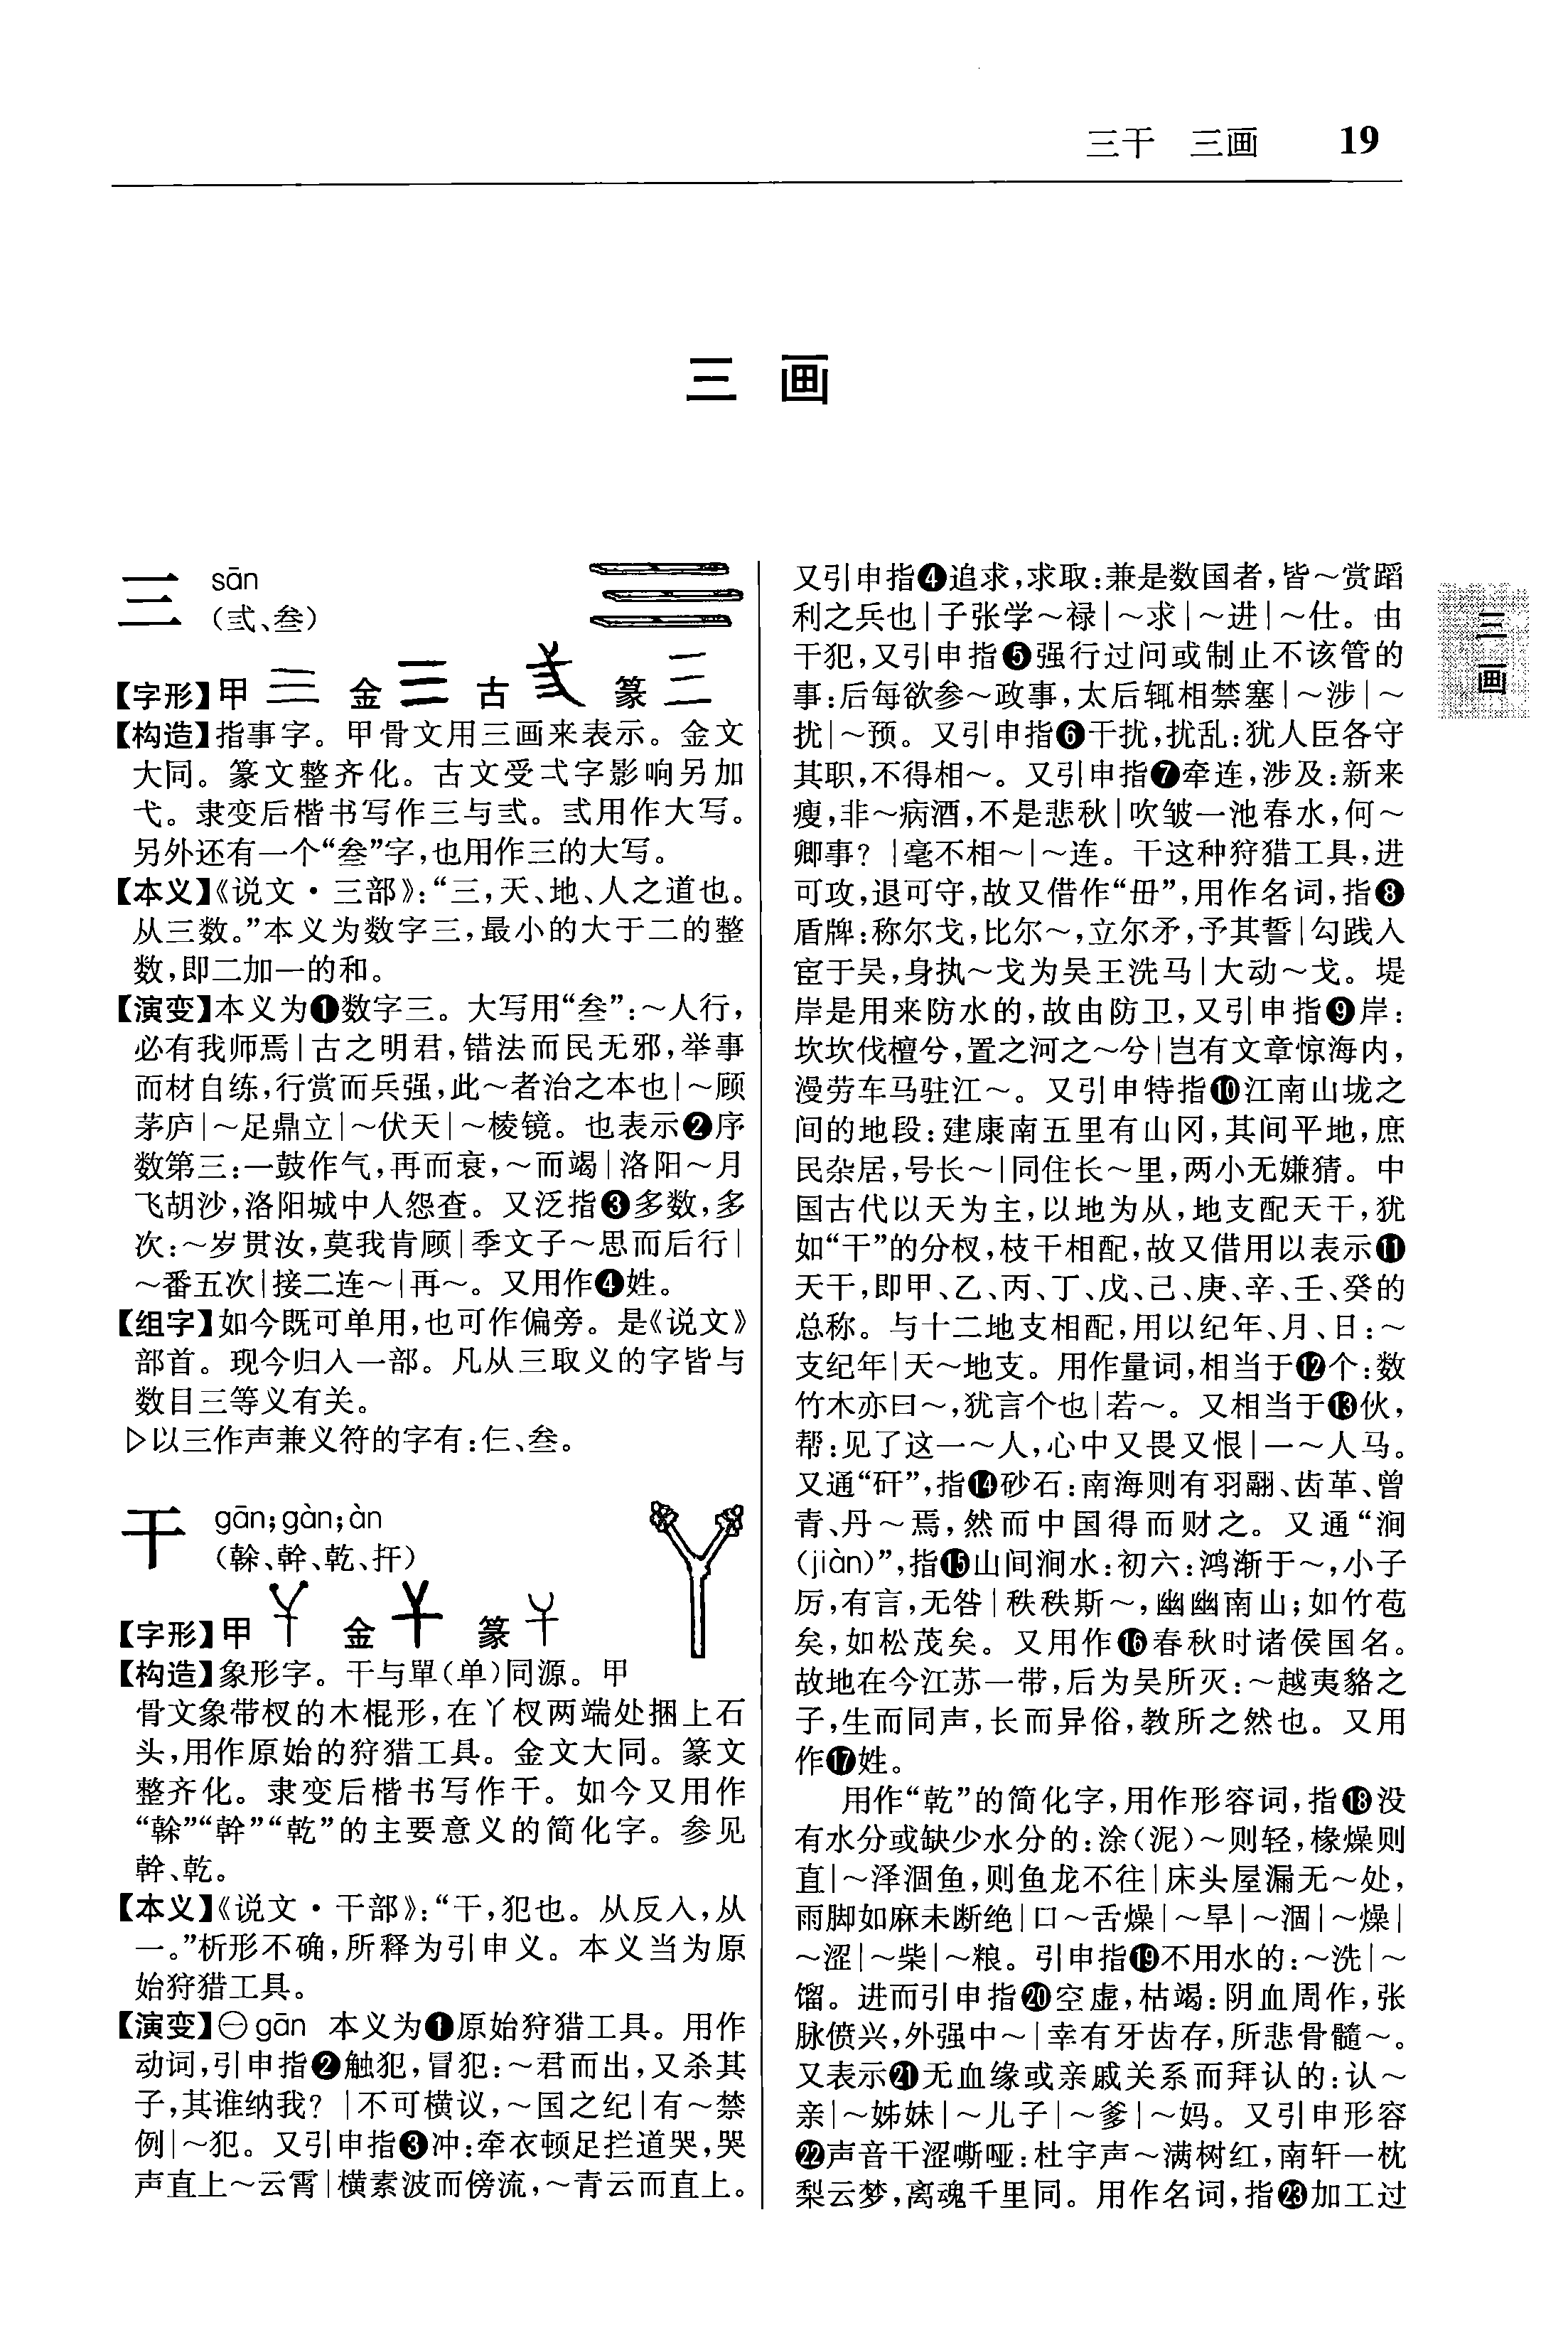 三干 三画 19
三 画
三 sān
（弎、叁）
【字形】甲 金 古 篆
【构造】指事字。甲骨文用三画来表示。金文
大同。篆文整齐化。古文受弌字影响另加
弋。隶变后楷书写作三与弎。弎用作大写。
另外还有一个“叁”字，也用作三的大写。
【本义】《说文·三部》：“三，天、地、人之道也。
从三数。”本义为数字三，最小的大于二的整
数，即二加一的和。
【演变】本义为❶数字三。大写用“叁”：～人行，
必有我师焉｜古之明君，错法而民无邪，举事
而材自练，行赏而兵强，此～者治之本也｜～顾
茅庐｜～足鼎立｜～伏天｜～棱镜。也表示❷序
数第三：一鼓作气，再而衰，～而竭｜洛阳～月
飞胡沙，洛阳城中人怨查。又泛指❸多数，多
次：～岁贯汝，莫我肯顾｜季文子～思而后行｜
～番五次｜接二连～｜再～。又用作❹姓。
【组字】如今既可单用，也可作偏旁。是《说文》
部首。现今归入一部。凡从三取义的字皆与
数目三等义有关。
▷以三作声兼义符的字有：仨、叁。
干 gān；gàn；àn
（榦、幹、乾、扞）
【字形】甲 金 篆
【构造】象形字。干与單（单）同源。甲
骨文象带杈的木棍形，在丫杈两端处捆上石
头，用作原始的狩猎工具。金文大同。篆文
整齐化。隶变后楷书写作干。如今又用作
“榦”“幹”“乾”的主要意义的简化字。参见
幹、乾。
【本义】《说文·干部》：“干，犯也。从反入，从
一。”析形不确，所释为引申义。本义当为原
始狩猎工具。
【演变】㊀gān 本义为❶原始狩猎工具。用作
动词，引申指❷触犯，冒犯：～君而出，又杀其
子，其谁纳我？｜不可横议，～国之纪｜有～禁
例｜～犯。又引申指❸冲：牵衣顿足拦道哭，哭
声直上～云霄｜横素波而傍流，～青云而直上。
又引申指❹追求，求取：兼是数国者，皆～赏蹈
利之兵也｜子张学～禄｜～求｜～进｜～仕。由
干犯，又引申指❺强行过问或制止不该管的
事：后每欲参～政事，太后辄相禁塞｜～涉｜～
扰｜～预。又引申指❻干扰，扰乱：犹人臣各守
其职，不得相～。又引申指❼牵连，涉及：新来
瘦，非～病酒，不是悲秋｜吹皱一池春水，何～
卿事？｜毫不相～｜～连。干这种狩猎工具，进
可攻，退可守，故又借作“毌”，用作名词，指❽
盾牌：称尔戈，比尔～，立尔矛，予其誓｜勾践入
宦于吴，身执～戈为吴王洗马｜大动～戈。堤
岸是用来防水的，故由防卫，又引申指❾岸：
坎坎伐檀兮，置之河之～兮｜岂有文章惊海内，
漫劳车马驻江～。又引申特指❿江南山垅之
间的地段：建康南五里有山冈，其间平地，庶
民杂居，号长～｜同住长～里，两小无嫌猜。中
国古代以天为主，以地为从，地支配天干，犹
如“干”的分杈，枝干相配，故又借用以表示⓫
天干，即甲、乙、丙、丁、戊、己、庚、辛、壬、癸的
总称。与十二地支相配，用以纪年、月、日：～
支纪年｜天～地支。用作量词，相当于⓬个：数
竹木亦曰～，犹言个也｜若～。又相当于⓭伙，
帮：见了这一～人，心中又畏又恨｜一～人马。
又通“矸”，指⓮砂石：南海则有羽翮、齿革、曾
青、丹～焉，然而中国得而财之。又通“涧
（jiàn）”，指⓯山间涧水：初六：鸿渐于～，小子
厉，有言，无咎｜秩秩斯～，幽幽南山；如竹苞
矣，如松茂矣。又用作⓰春秋时诸侯国名。
故地在今江苏一带，后为吴所灭：～越夷貉之
子，生而同声，长而异俗，教所之然也。又用
作⓱姓。
用作“乾”的简化字，用作形容词，指⓲没
有水分或缺少水分的：涂（泥）～则轻，椽燥则
直｜～泽涸鱼，则鱼龙不往｜床头屋漏无～处，
雨脚如麻未断绝｜口～舌燥｜～旱｜～涸｜～燥｜
～涩｜～柴｜～粮。引申指⓳不用水的：～洗｜～
馏。进而引申指⓴空虚，枯竭：阴血周作，张
脉偾兴，外强中～｜幸有牙齿存，所悲骨髓～。
又表示㉑无血缘或亲戚关系而拜认的：认～
亲｜～姊妹｜～儿子｜～爹｜～妈。又引申形容
㉒声音干涩嘶哑：杜宇声～满树红，南轩一枕
梨云梦，离魂千里同。用作名词，指㉓加工过
三
画